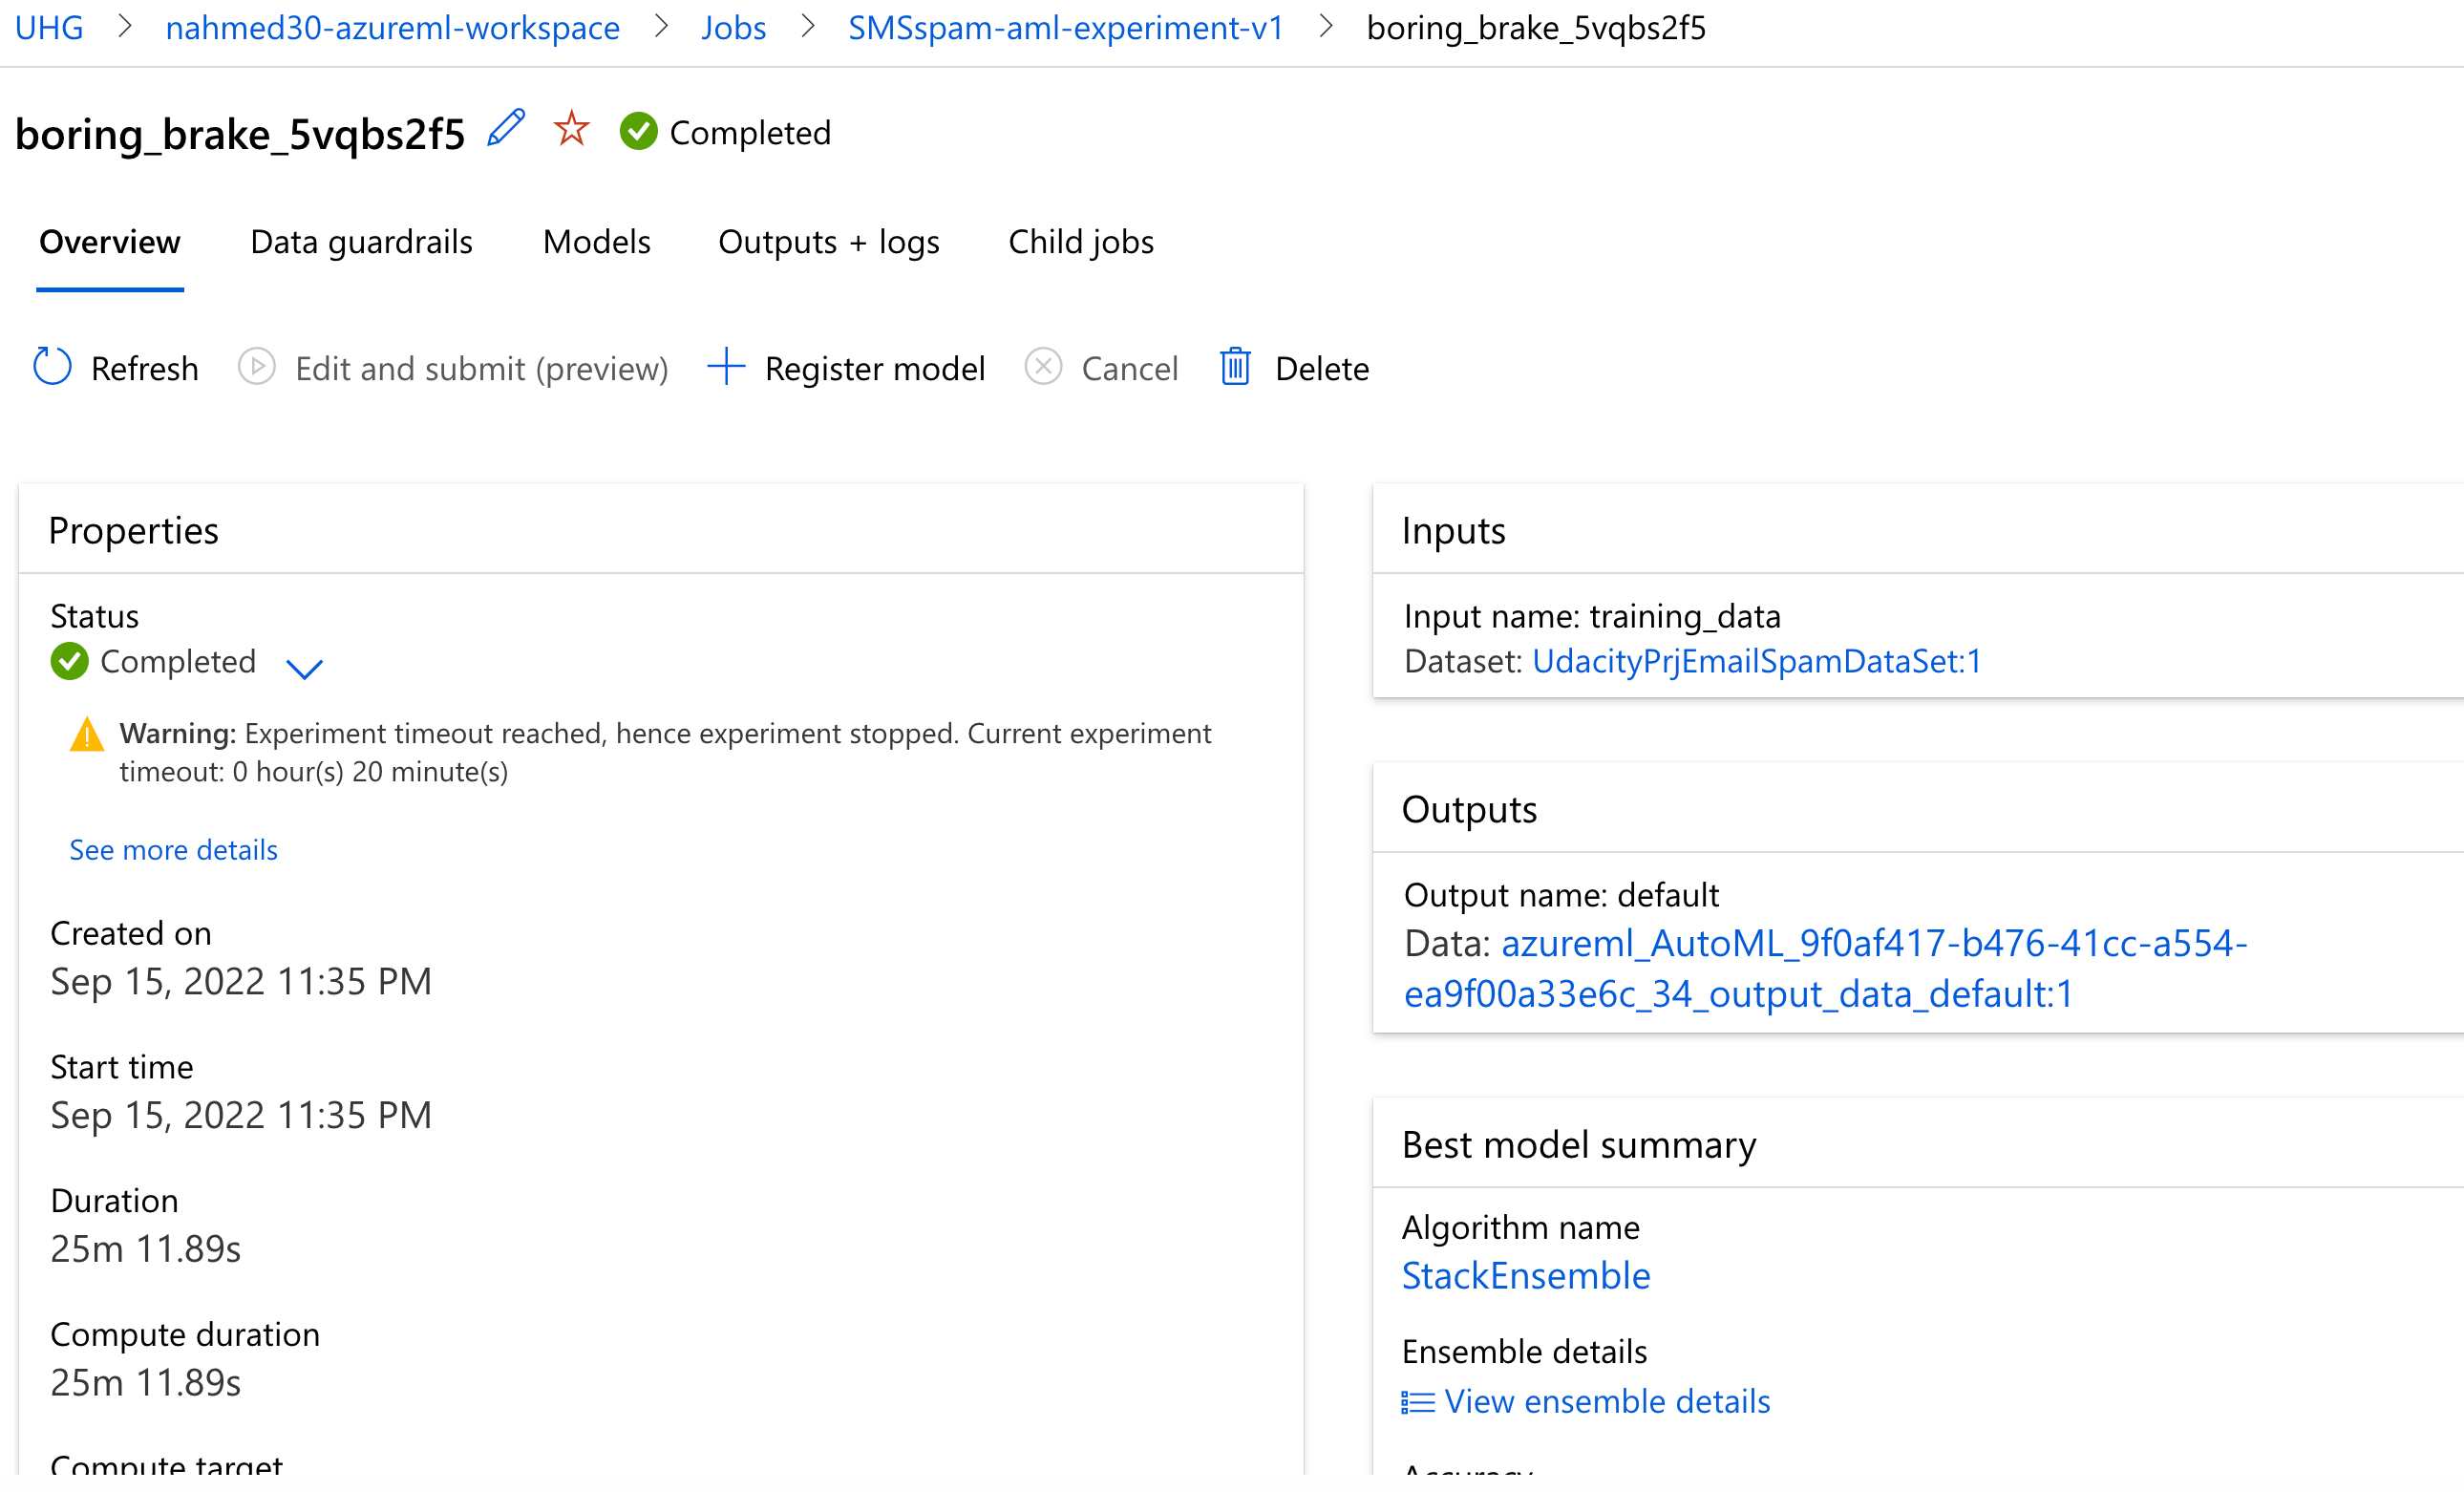 UHG > nahmed30-azureml-workspace > Jobs > SMSspam-aml-experiment-v1 > boring_brake_5vqbs2f5
boring_brake_5vqbs2f5 Completed
Overview Data guardrails Models Outputs + logs Child jobs
Refresh Edit and submit (preview) Register model Cancel Delete
Properties
Status
Completed
Warning: Experiment timeout reached, hence experiment stopped. Current experiment
timeout: 0 hour(s) 20 minute(s)
See more details
Created on
Sep 15, 2022 11:35 PM
Start time
Sep 15, 2022 11:35 PM
Duration
25m 11.89s
Compute duration
25m 11.89s
Compute target
Inputs
Input name: training_data
Dataset: UdacityPrjEmailSpamDataSet:1
Outputs
Output name: default
Data: azureml_AutoML_9f0af417-b476-41cc-a554-
ea9f00a33e6c_34_output_data_default:1
Best model summary
Algorithm name
StackEnsemble
Ensemble details
View ensemble details
Accuracy